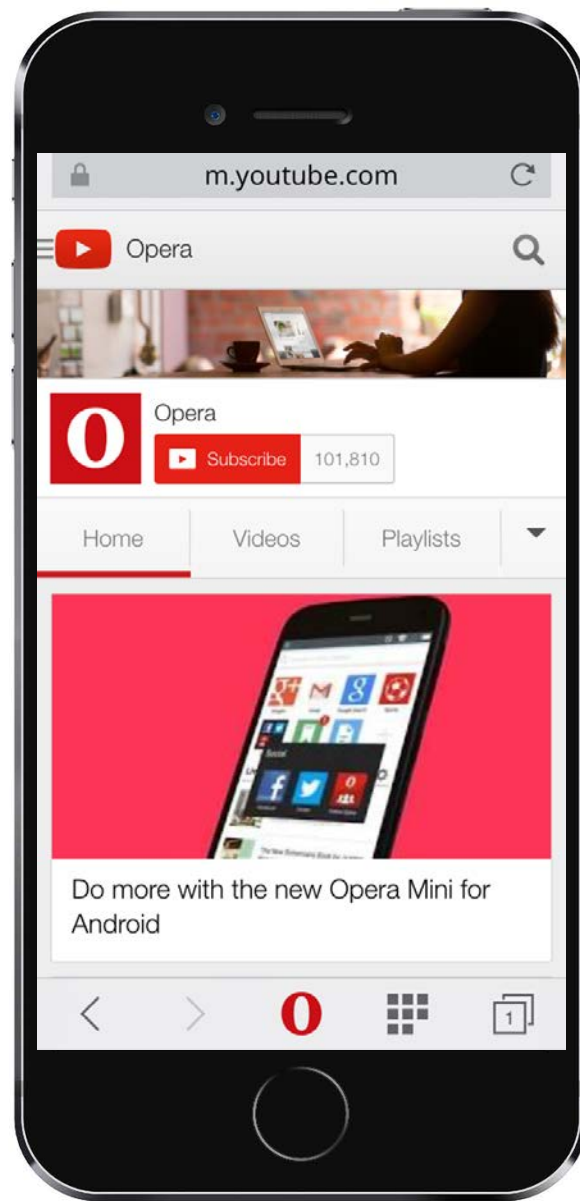 m.youtube.com
Opera
Opera
Subscribe 101,810
Home Videos Playlists
Social
Do more with the new Opera Mini for
Android
1